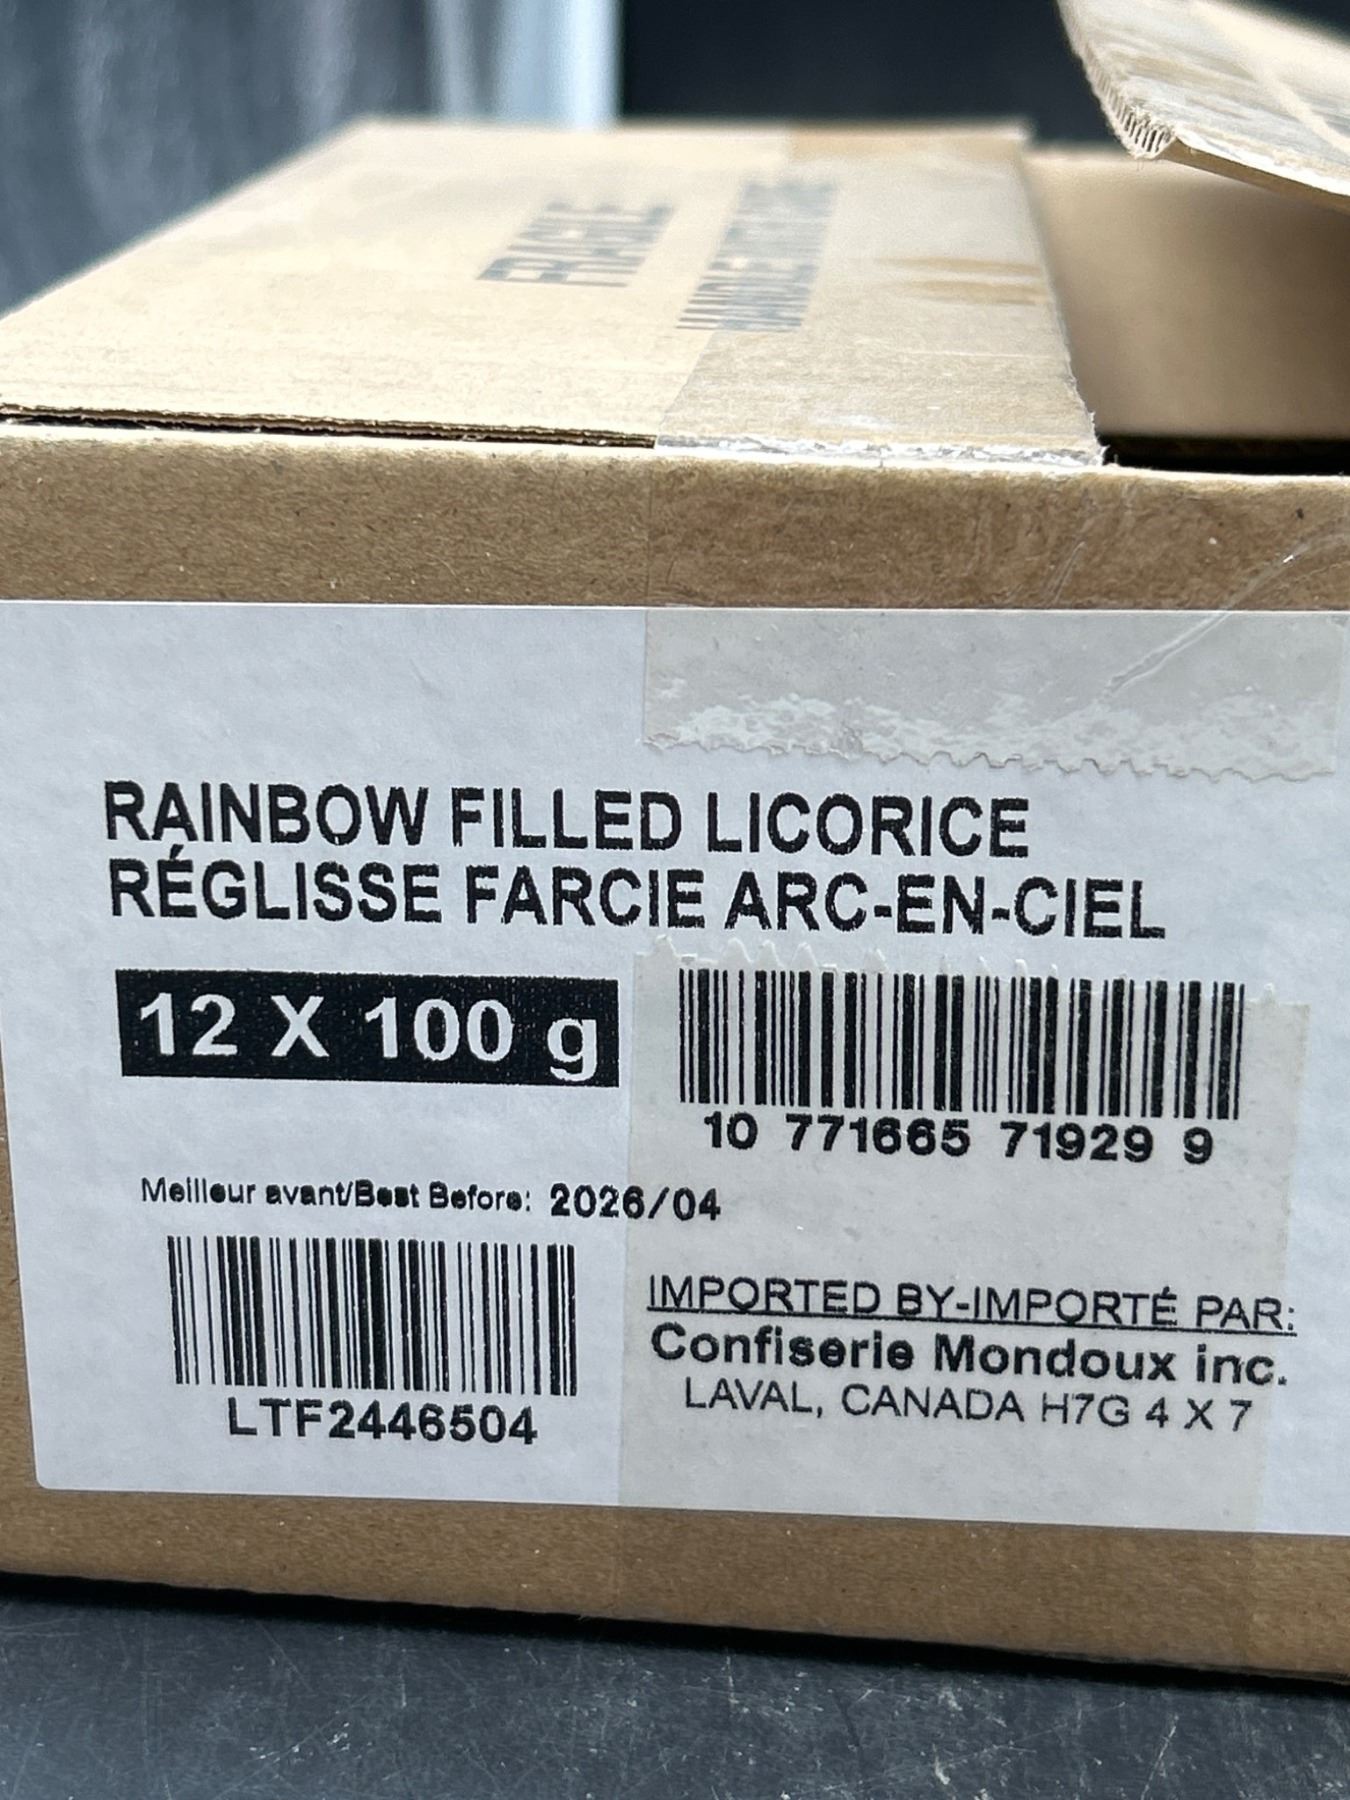 FRAGILE
RAINBOW FILLED LICORICE
RÉGLISSE FARCIE ARC-EN-CIEL
12 X 100 g
10 771665 71929 9
Meilleur avant/Best Before: 2026/04
LTF2446504
IMPORTED BY-IMPORTÉ PAR:
Confiserie Mondoux inc.
LAVAL, CANADA H7G 4 X 7